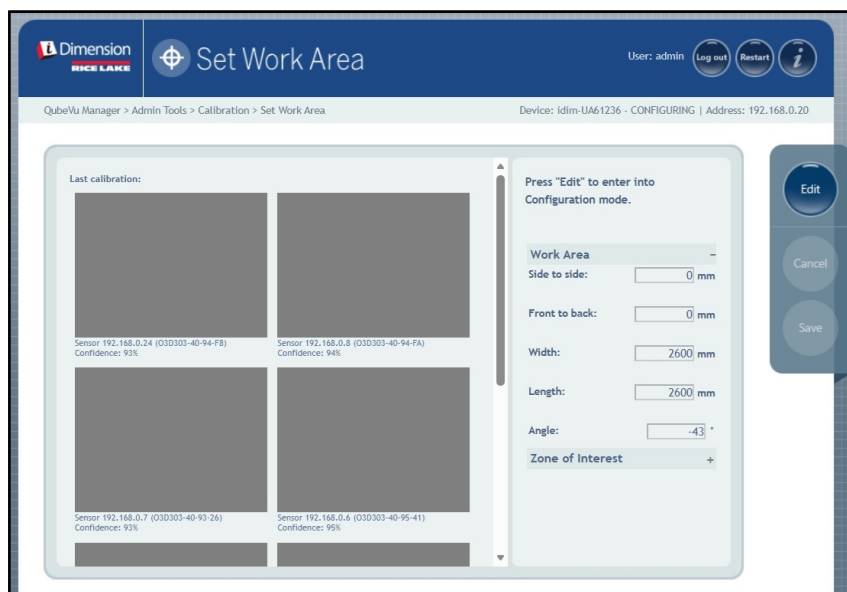 iDimension
RICE LAKE
Set Work Area
User: admin
Log out
Restart
i
QubeVu Manager > Admin Tools > Calibration > Set Work Area
Device: idim-UA61236 - CONFIGURING | Address: 192.168.0.20
Last calibration:
Sensor 192.168.0.24 (O3D303-40-94-F8)
Confidence: 93%
Sensor 192.168.0.8 (O3D303-40-94-FA)
Confidence: 94%
Sensor 192.168.0.7 (O3D303-40-93-26)
Confidence: 93%
Sensor 192.168.0.6 (O3D303-40-95-41)
Confidence: 95%
Press "Edit" to enter into
Configuration mode.
Work Area -
Side to side: 0 mm
Front to back: 0 mm
Width: 2600 mm
Length: 2600 mm
Angle: -43 °
Zone of Interest +
Edit
Cancel
Save